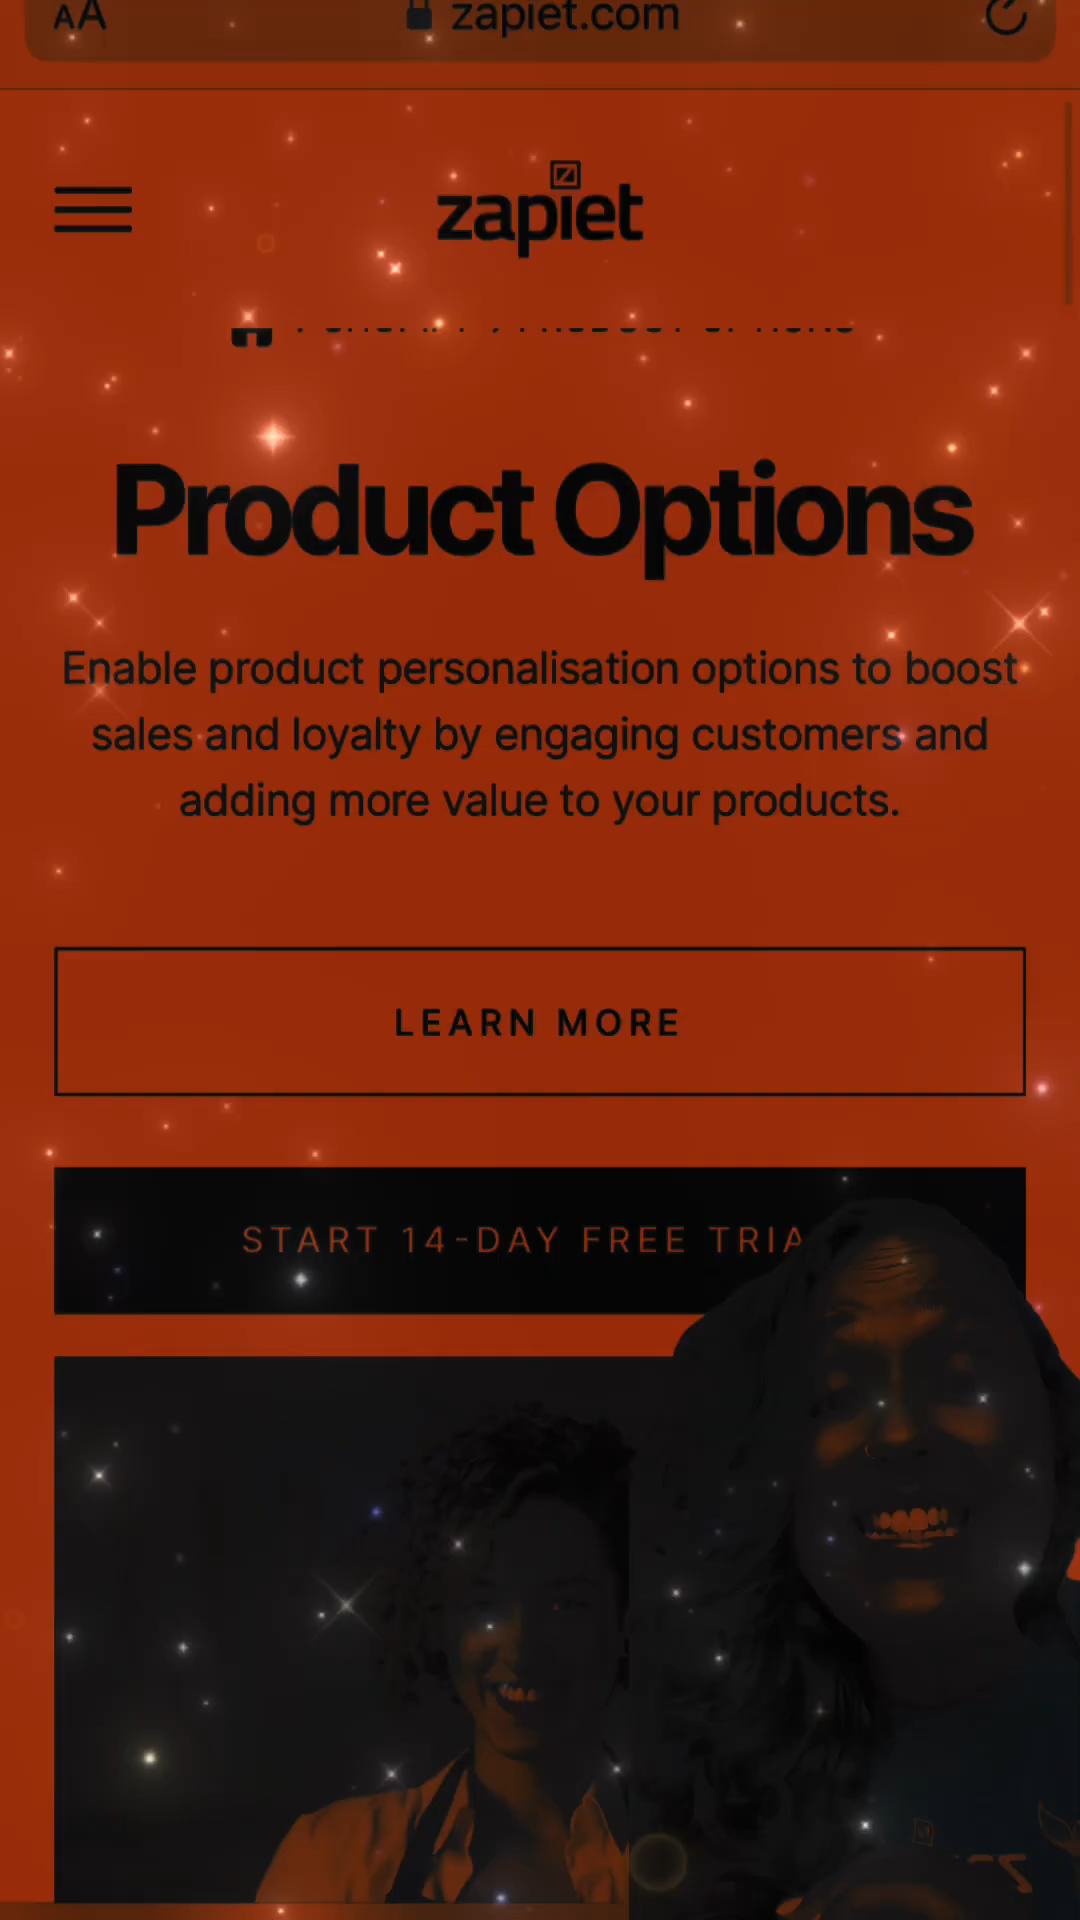 AA zapiet.com
zapiet
Product Options
Enable product personalisation options to boost
sales and loyalty by engaging customers and
adding more value to your products.
LEARN MORE
START 14-DAY FREE